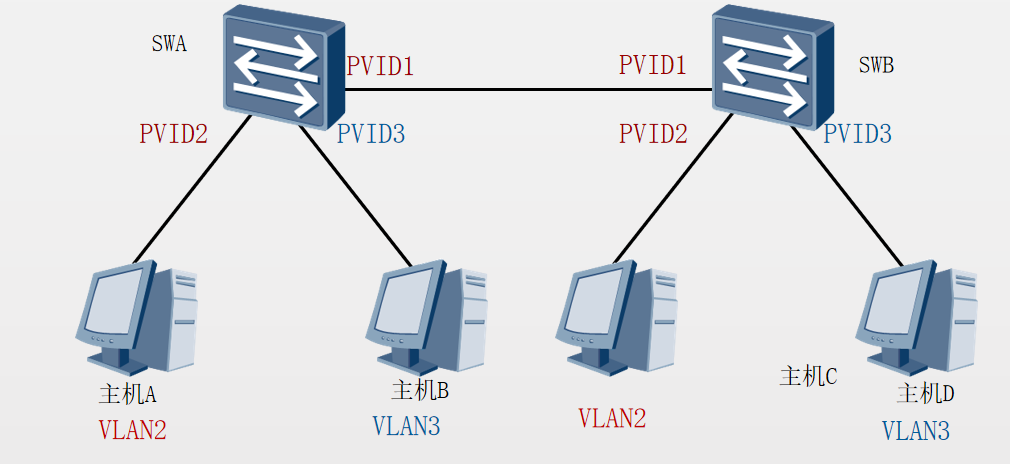 SWA
SWB
PVID1
PVID1
PVID2
PVID3
PVID2
PVID3
主机A
主机B
主机C
主机D
VLAN2
VLAN3
VLAN2
VLAN3